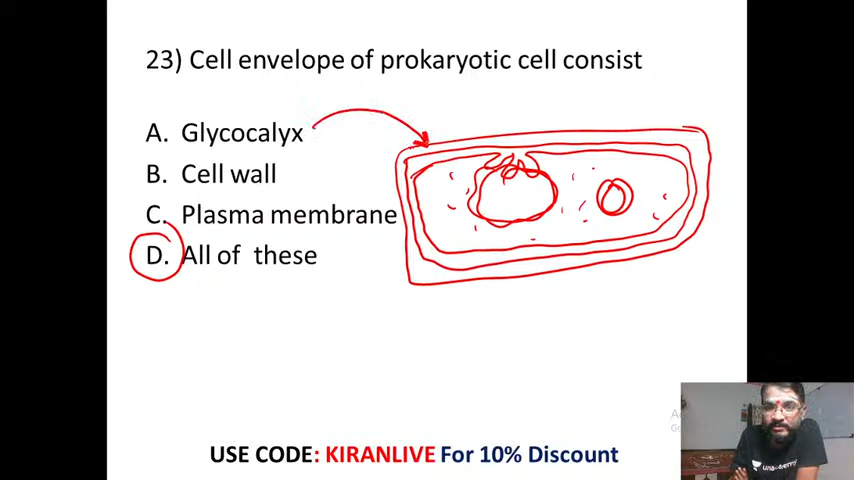 23) Cell envelope of prokaryotic cell consist
A. Glycocalyx
B. Cell wall
C. Plasma membrane
D. All of  these
USE CODE: KIRANLIVE For 10% Discount
unacademy